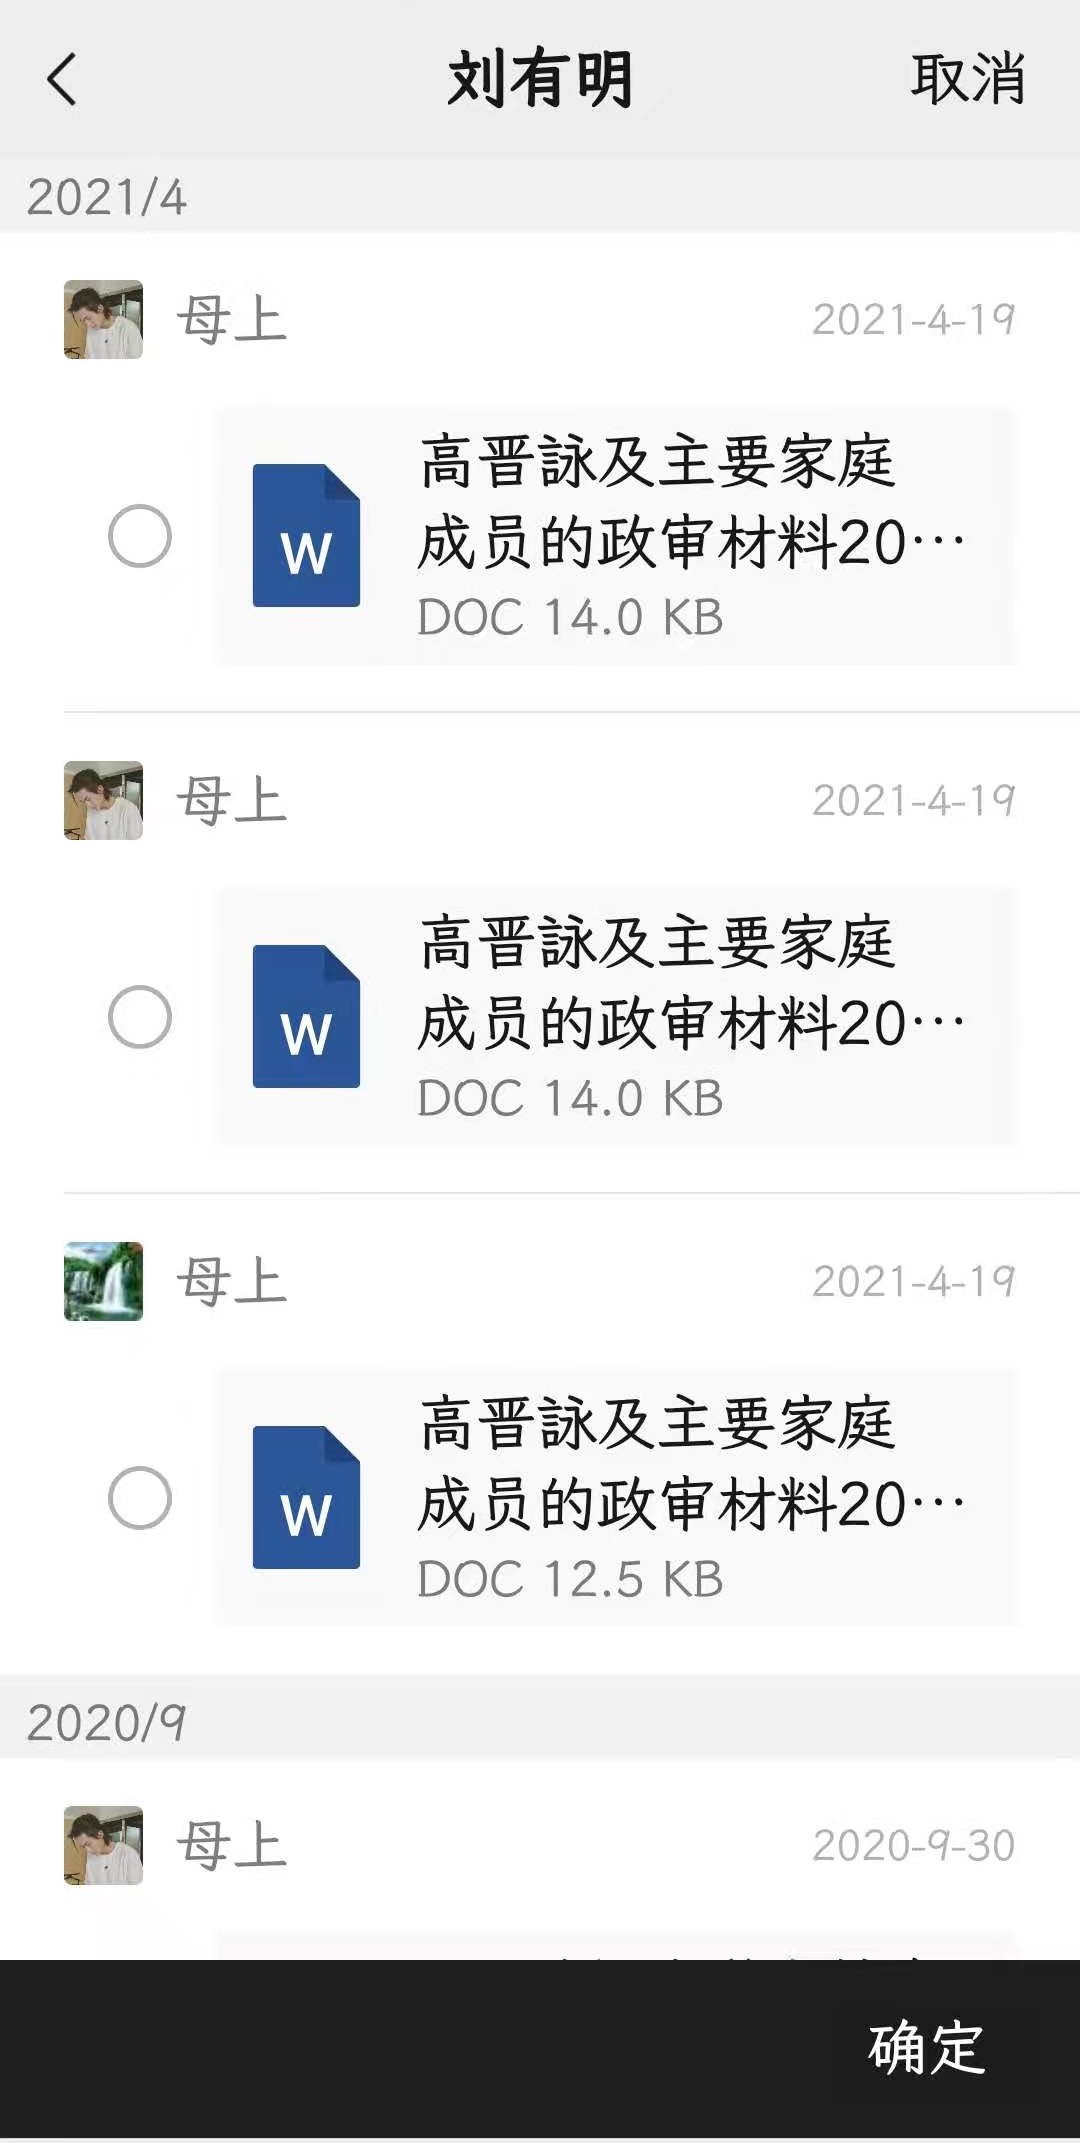 刘有明
取消
2021/4
母上
2021-4-19
高晋詠及主要家庭
成员的政审材料20…
DOC 14.0 KB
W
母上
2021-4-19
高晋詠及主要家庭
成员的政审材料20…
DOC 14.0 KB
W
母上
2021-4-19
高晋詠及主要家庭
成员的政审材料20…
DOC 12.5 KB
W
2020/9
母上
2020-9-30
确定